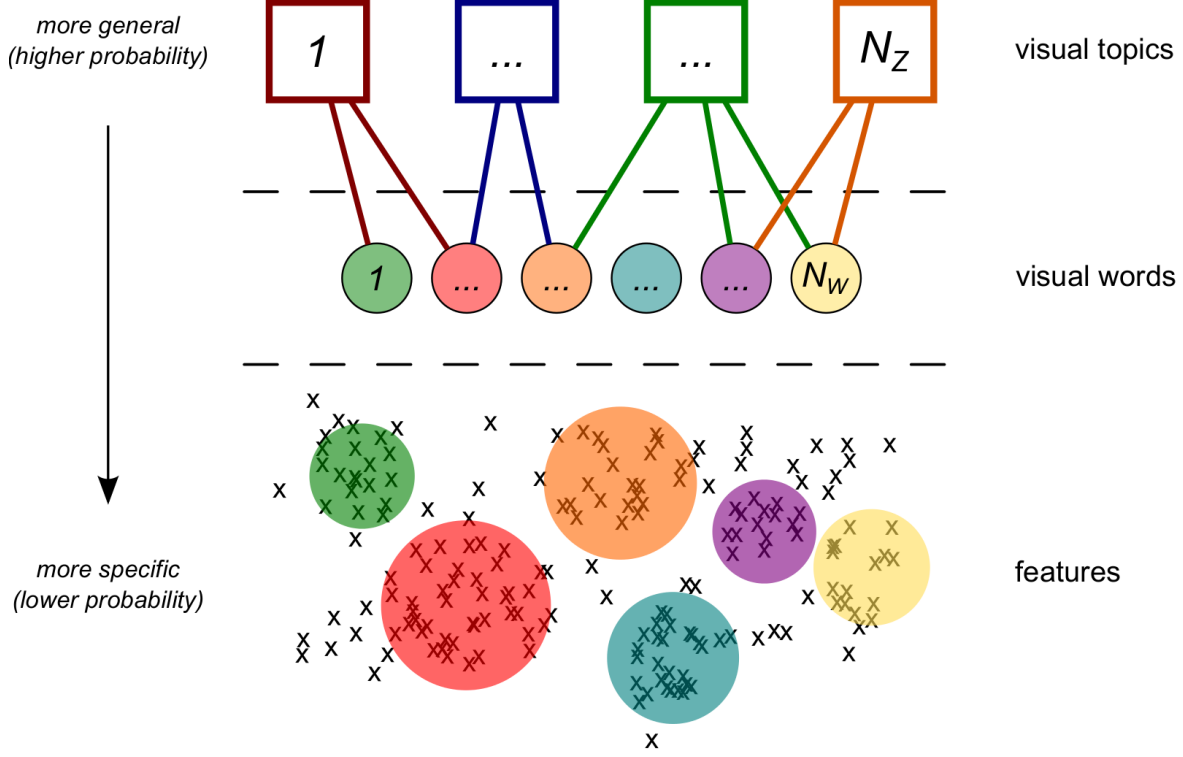 more general
(higher probability)
1
...
...
N_Z
visual topics
1
...
...
...
...
N_W
visual words
more specific
(lower probability)
features